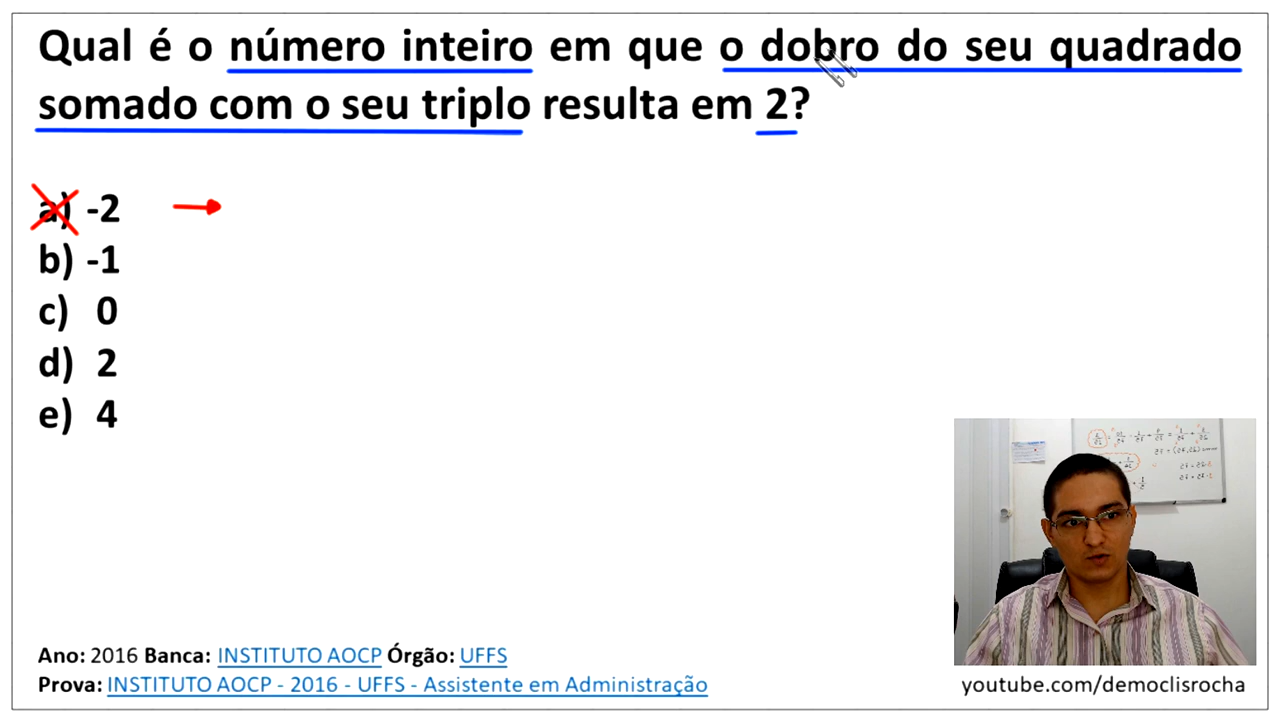 Qual é o número inteiro em que o dobro do seu quadrado
somado com o seu triplo resulta em 2?
a) -2
b) -1
c) 0
d) 2
e) 4
Ano: 2016 Banca: INSTITUTO AOCP Órgão: UFFS
Prova: INSTITUTO AOCP - 2016 - UFFS - Assistente em Administração
youtube.com/democlisrocha